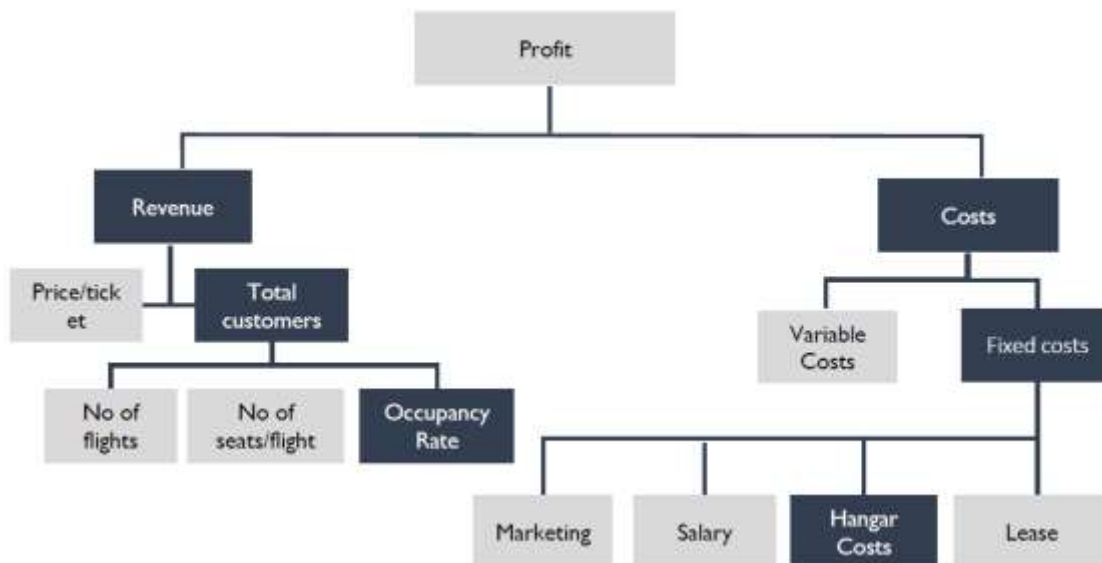 Profit
Revenue
Costs
Price/tick
et
Total
customers
Variable
Costs
Fixed costs
No of
flights
No of
seats/flight
Occupancy
Rate
Marketing
Salary
Hangar
Costs
Lease